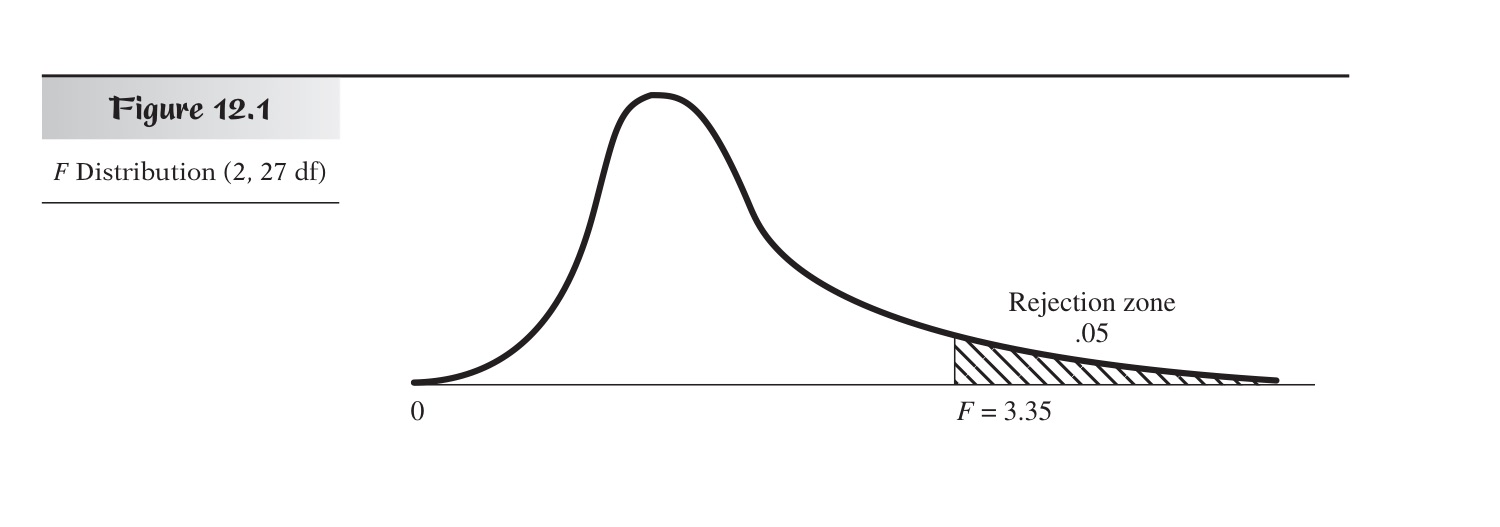 Figure 12.1
F Distribution (2, 27 df)
Rejection zone
.05
0
F = 3.35